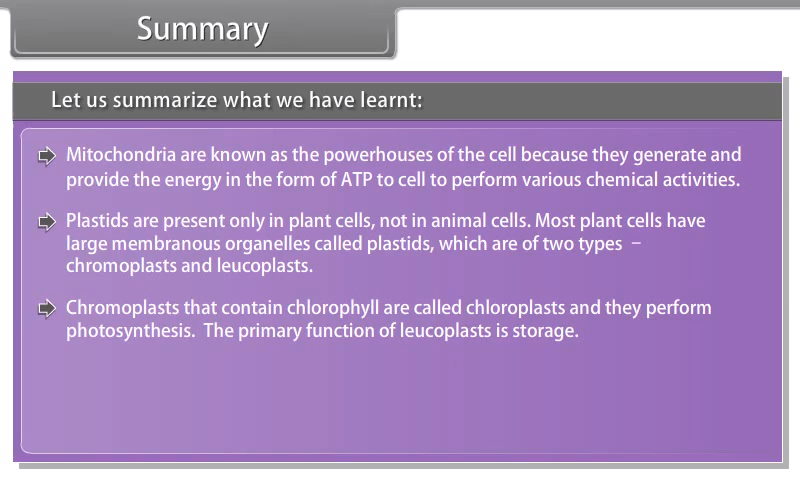 Summary
Let us summarize what we have learnt:
Mitochondria are known as the powerhouses of the cell because they generate and
provide the energy in the form of ATP to cell to perform various chemical activities.
Plastids are present only in plant cells, not in animal cells. Most plant cells have
large membranous organelles called plastids, which are of two types –
chromoplasts and leucoplasts.
Chromoplasts that contain chlorophyll are called chloroplasts and they perform
photosynthesis. The primary function of leucoplasts is storage.